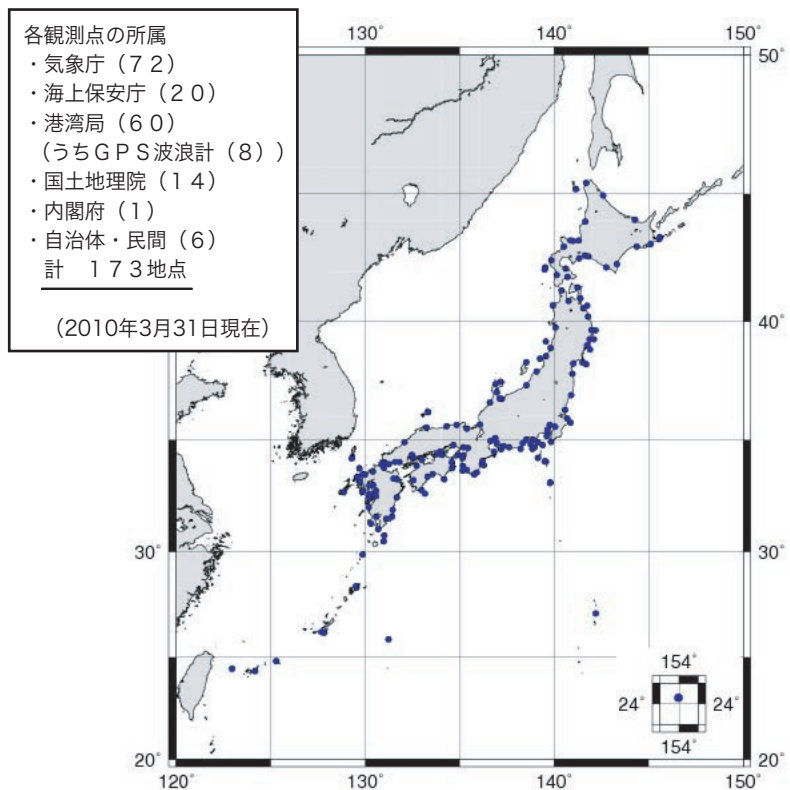 各観測点の所属
・気象庁（７２）
・海上保安庁（２０）
・港湾局（６０）
（うちＧＰＳ波浪計（８））
・国土地理院（１４）
・内閣府（１）
・自治体・民間（６）
計　１７３地点
（2010年3月31日現在）
130° 140° 150°
50°
40° 40°
30° 30°
154°
24° 24°
154°
20° 20°
120° 130° 140° 150°